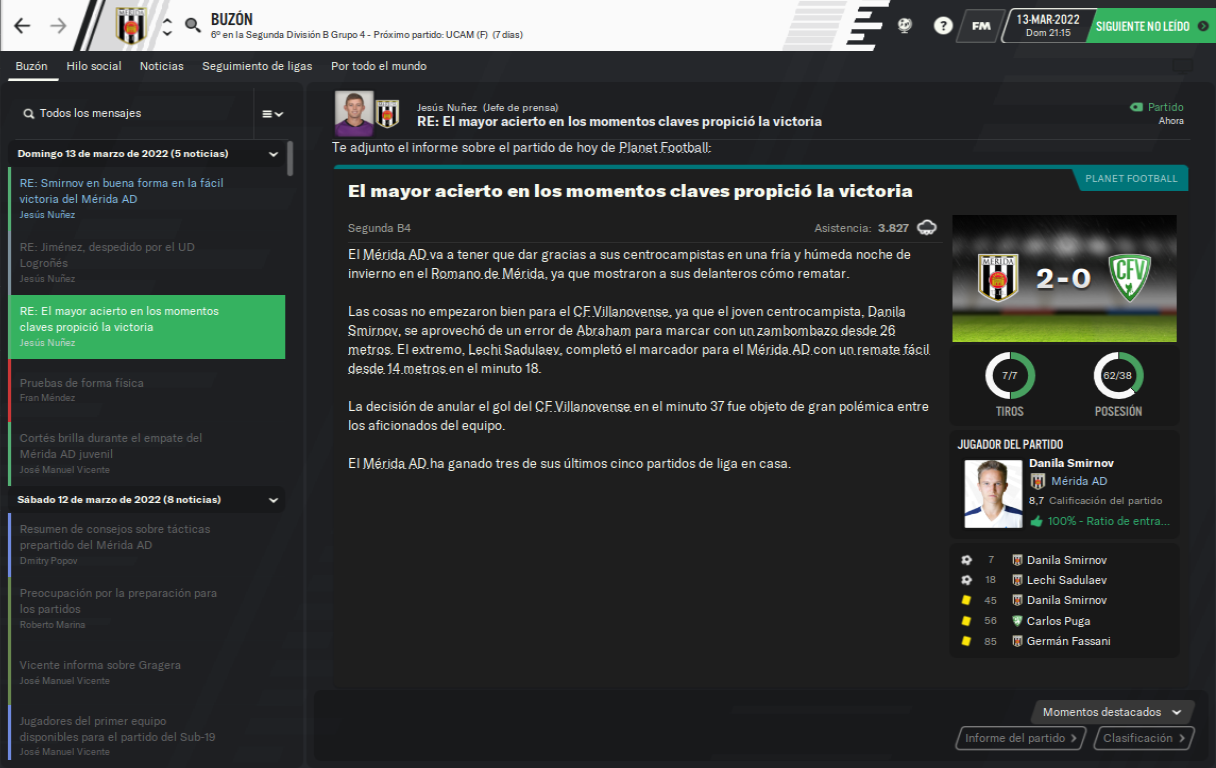 BUZÓN
6º en la Segunda División B Grupo 4 - Próximo partido: UCAM (F) (7 días)
?
FM
13-MAR-2022
Dom 21:15
SIGUIENTE NO LEÍDO
Buzón Hilo social Noticias Seguimiento de ligas Por todo el mundo
Todos los mensajes
Domingo 13 de marzo de 2022 (5 noticias)
RE: Smirnov en buena forma en la fácil
victoria del Mérida AD
Jesús Nuñez
RE: Jiménez, despedido por el UD
Logroñés
Jesús Nuñez
RE: El mayor acierto en los momentos
claves propició la victoria
Jesús Nuñez
Pruebas de forma física
Fran Méndez
Cortés brilla durante el empate del
Mérida AD juvenil
José Manuel Vicente
Sábado 12 de marzo de 2022 (8 noticias)
Resumen de consejos sobre tácticas
prepartido del Mérida AD
Dmitry Popov
Preocupación por la preparación para
los partidos
Roberto Marina
Vicente informa sobre Gragera
José Manuel Vicente
Jugadores del primer equipo
disponibles para el partido del Sub-19
José Manuel Vicente
Jesús Nuñez (Jefe de prensa)
RE: El mayor acierto en los momentos claves propició la victoria
Partido
Ahora
Te adjunto el informe sobre el partido de hoy de Planet Football:
PLANET FOOTBALL
El mayor acierto en los momentos claves propició la victoria
Segunda B4
Asistencia: 3.827
El Mérida AD va a tener que dar gracias a sus centrocampistas en una fría y húmeda noche de
invierno en el Romano de Mérida, ya que mostraron a sus delanteros cómo rematar.
Las cosas no empezaron bien para el CF Villanovense, ya que el joven centrocampista, Danila
Smirnov, se aprovechó de un error de Abraham para marcar con un zambombazo desde 26
metros. El extremo, Lechi Sadulaev, completó el marcador para el Mérida AD con un remate fácil
desde 14 metros en el minuto 18.
La decisión de anular el gol del CF Villanovense en el minuto 37 fue objeto de gran polémica entre
los aficionados del equipo.
El Mérida AD ha ganado tres de sus últimos cinco partidos de liga en casa.
MÉRIDA
2-0
CFV
7/7
62/38
TIROS
POSESIÓN
JUGADOR DEL PARTIDO
Danila Smirnov
Mérida AD
8,7 Calificación del partido
100% - Ratio de entra...
7 Danila Smirnov
18 Lechi Sadulaev
45 Danila Smirnov
56 Carlos Puga
85 Germán Fassani
Momentos destacados
Informe del partido
Clasificación